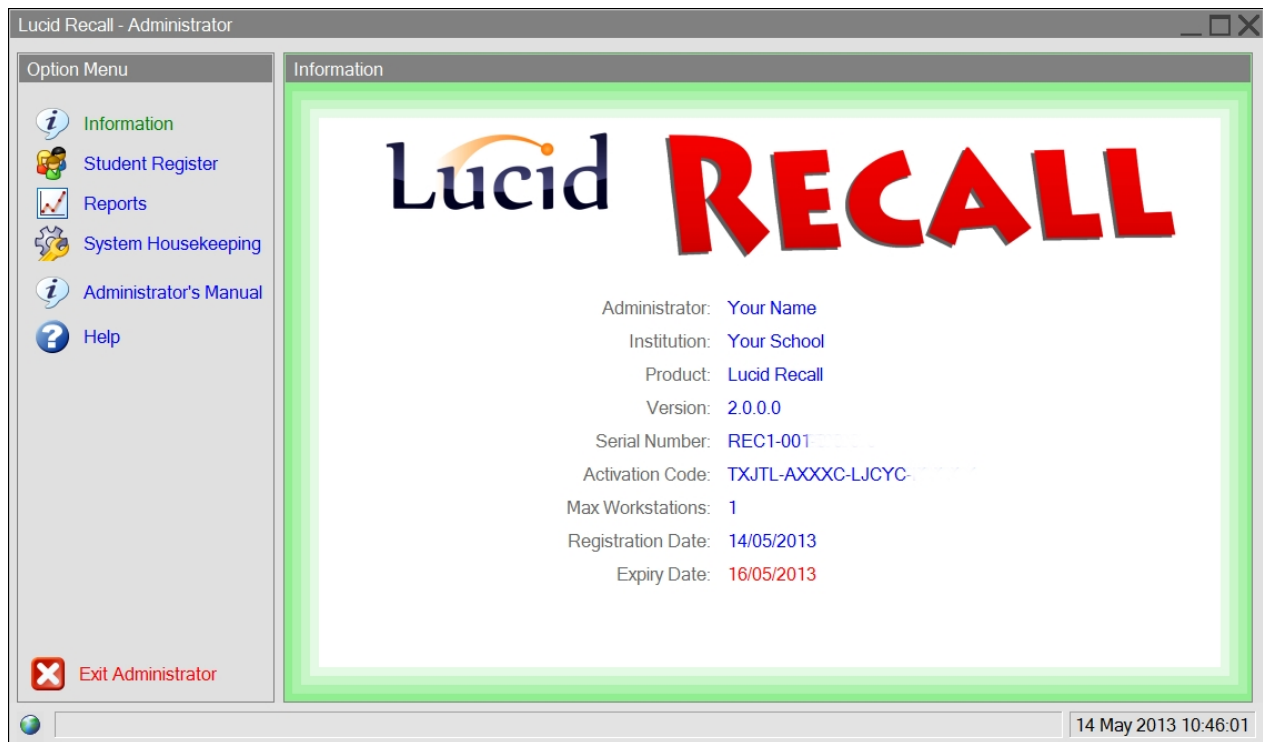 Lucid Recall - Administrator
Option Menu
Information
Student Register
Reports
System Housekeeping
Administrator's Manual
Help
Exit Administrator
Information
Lucid RECALL
Administrator: Your Name
Institution: Your School
Product: Lucid Recall
Version: 2.0.0.0
Serial Number: REC1-001
Activation Code: TXJTL-AXXXC-LJCYC-
Max Workstations: 1
Registration Date: 14/05/2013
Expiry Date: 16/05/2013
14 May 2013 10:46:01